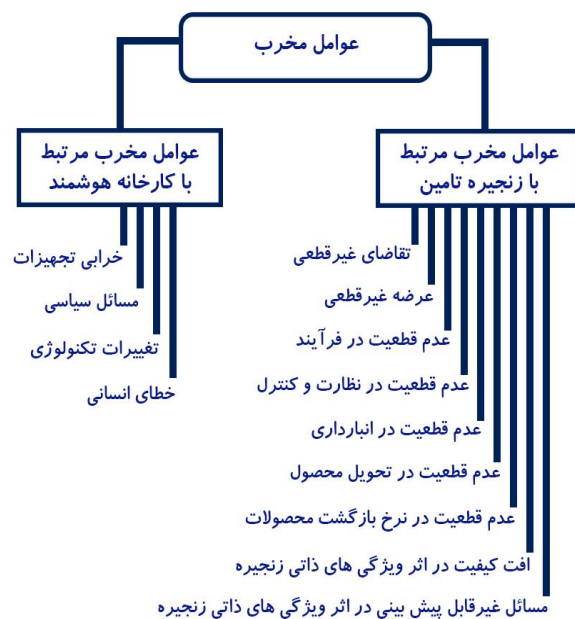 عوامل مخرب
عوامل مخرب مرتبط
با زنجیره تامین
تقاضای غیرقطعی
عرضه غیرقطعی
عدم قطعیت در فرآیند
عدم قطعیت در نظارت و کنترل
عدم قطعیت در انبارداری
عدم قطعیت در تحویل محصول
عدم قطعیت در نرخ بازگشت محصولات
افت کیفیت در اثر ویژگی های ذاتی زنجیره
مسائل غیرقابل پیش بینی در اثر ویژگی های ذاتی زنجیره
عوامل مخرب مرتبط
با کارخانه هوشمند
خرابی تجهیزات
مسائل سیاسی
تغییرات تکنولوژی
خطای انسانی